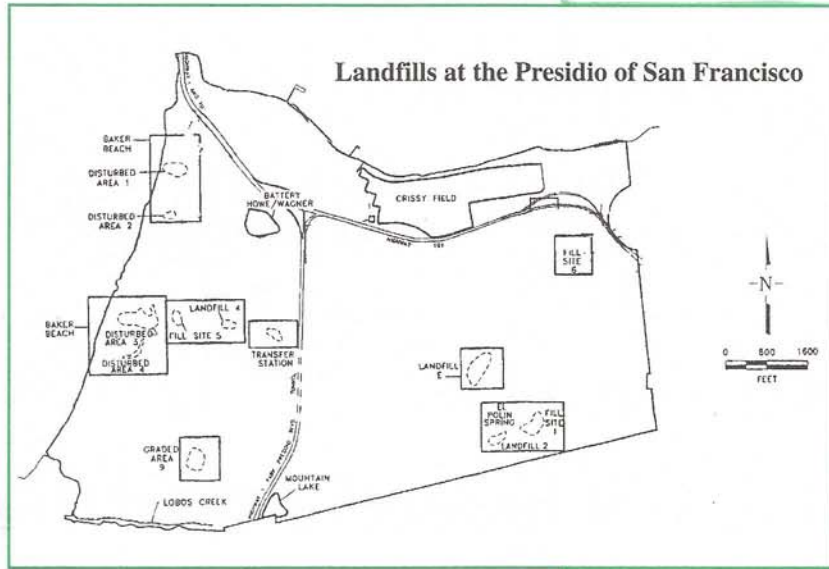 Landfills at the Presidio of San Francisco
BAKER
BEACH
DISTURBED
AREA 1
DISTURBED
AREA 2
BATTERY
HOWE/WAGNER
CRISSY FIELD
HIGHWAY 101
FILL
SITE
6
N
0 800 1600
FEET
BAKER
BEACH
DISTURBED
AREA 3
DISTURBED
AREA 4
LANDFILL 4
FILL SITE 5
TRANSFER
STATION
LANDFILL
E
EL
POLIN
SPRING
FILL
SITE
1
LANDFILL 2
GRADED
AREA
9
MOUNTAIN
LAKE
LOBOS CREEK